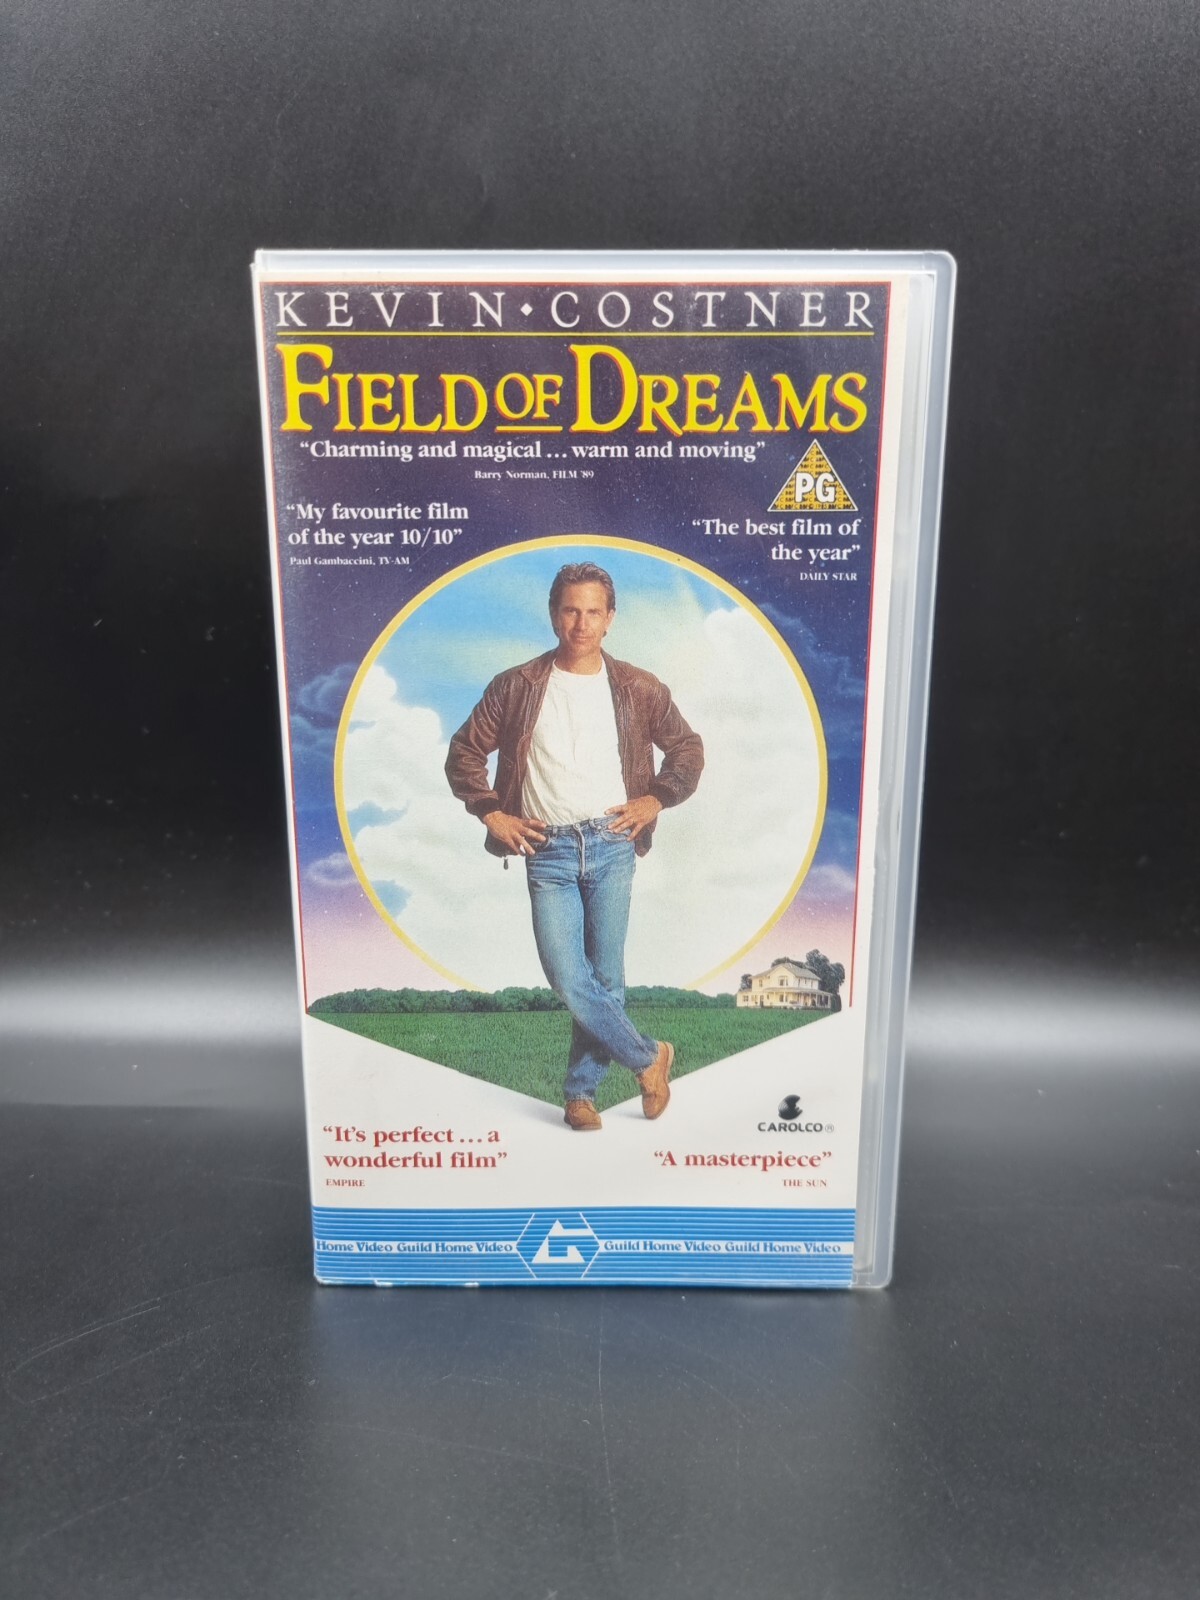 KEVIN • COSTNER
FIELD OF DREAMS
"Charming and magical ... warm and moving"
Barry Norman, FILM '89
PG
"My favourite film
of the year 10/10"
Paul Gambaccini, TV-AM
"The best film of
the year"
DAILY STAR
CAROLCO®
"It's perfect ... a
wonderful film"
EMPIRE
"A masterpiece"
THE SUN
Home Video Guild Home Video
Guild Home Video Guild Home Video